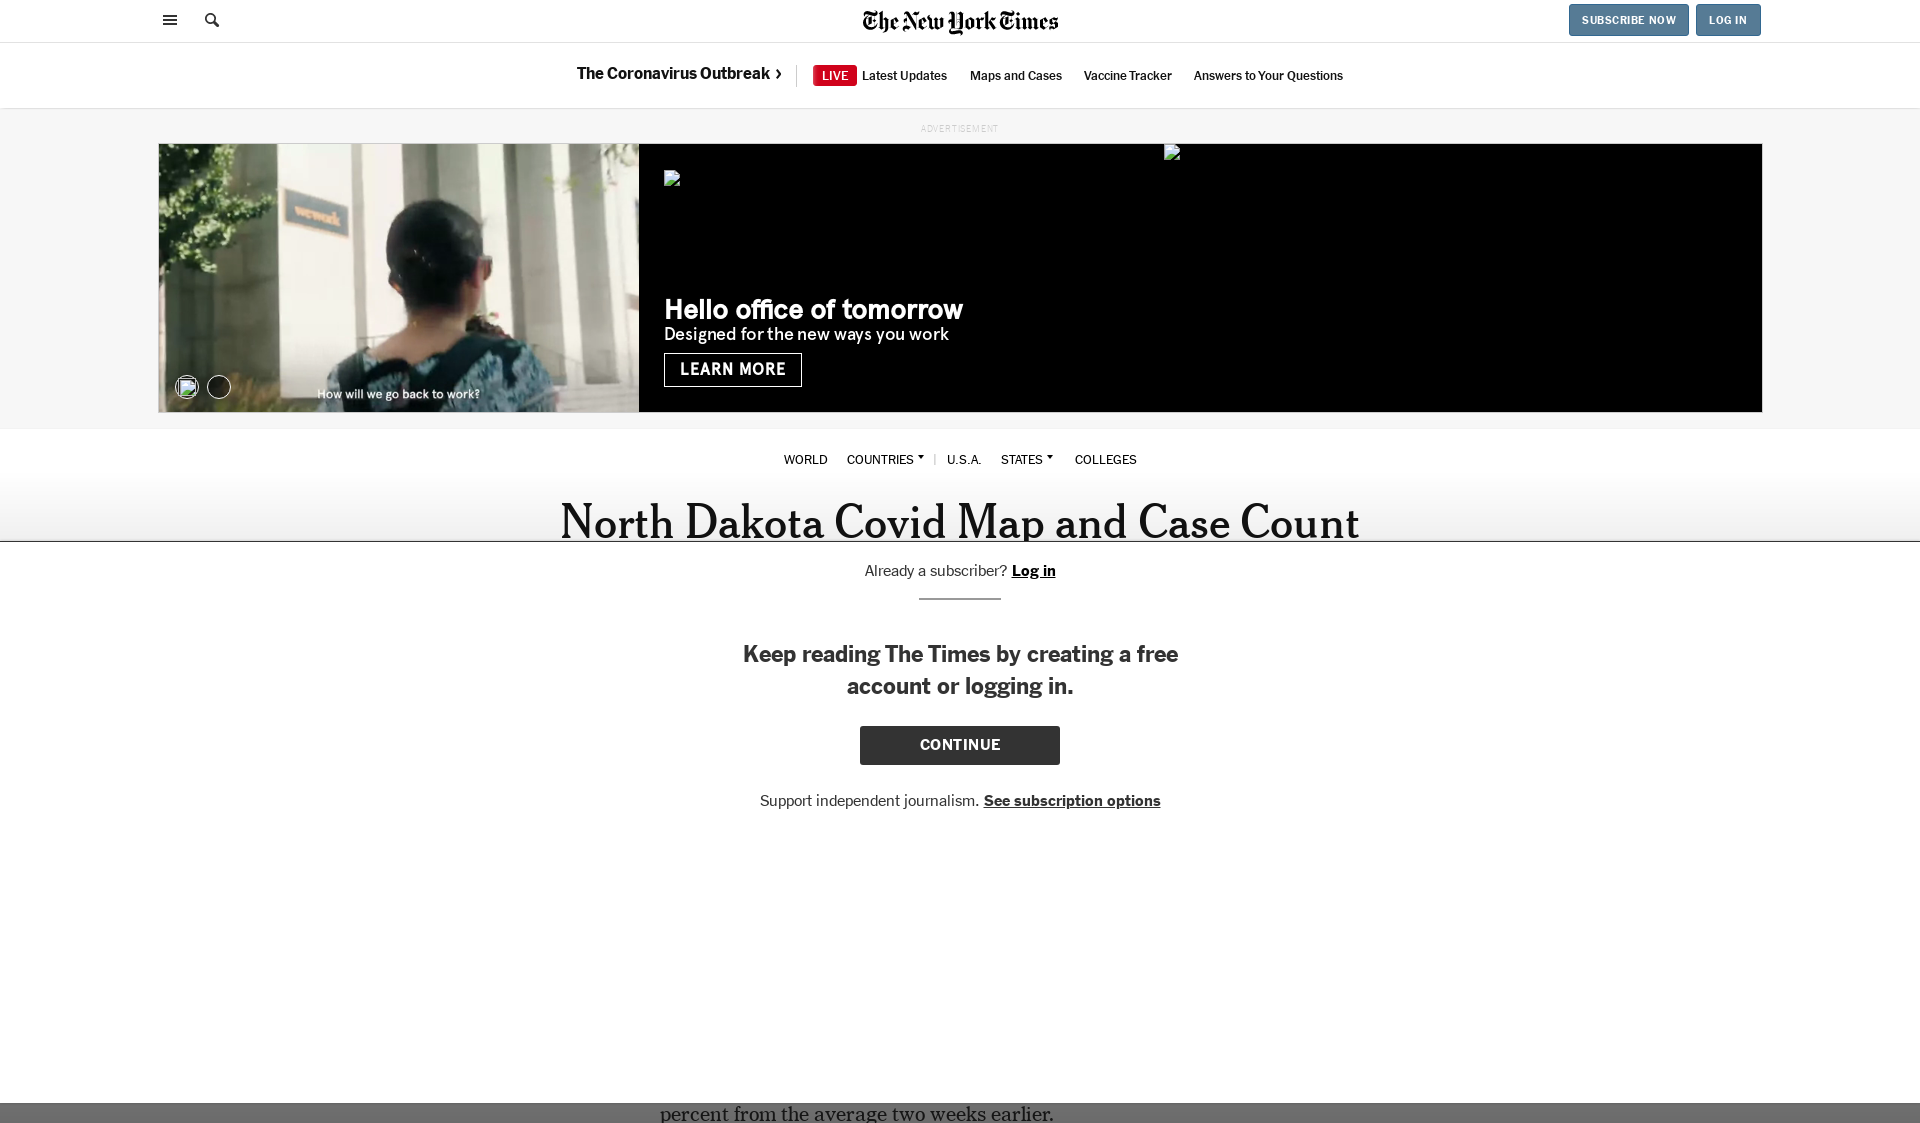 The New York Times
SUBSCRIBE NOW
LOG IN
The Coronavirus Outbreak ›
LIVE Latest Updates
Maps and Cases
Vaccine Tracker
Answers to Your Questions
ADVERTISEMENT
wework
How will we go back to work?
Hello office of tomorrow
Designed for the new ways you work
LEARN MORE
WORLD
COUNTRIES
U.S.A.
STATES
COLLEGES
North Dakota Covid Map and Case Count
Already a subscriber? Log in
Keep reading The Times by creating a free
account or logging in.
CONTINUE
Support independent journalism. See subscription options
percent from the average two weeks earlier.